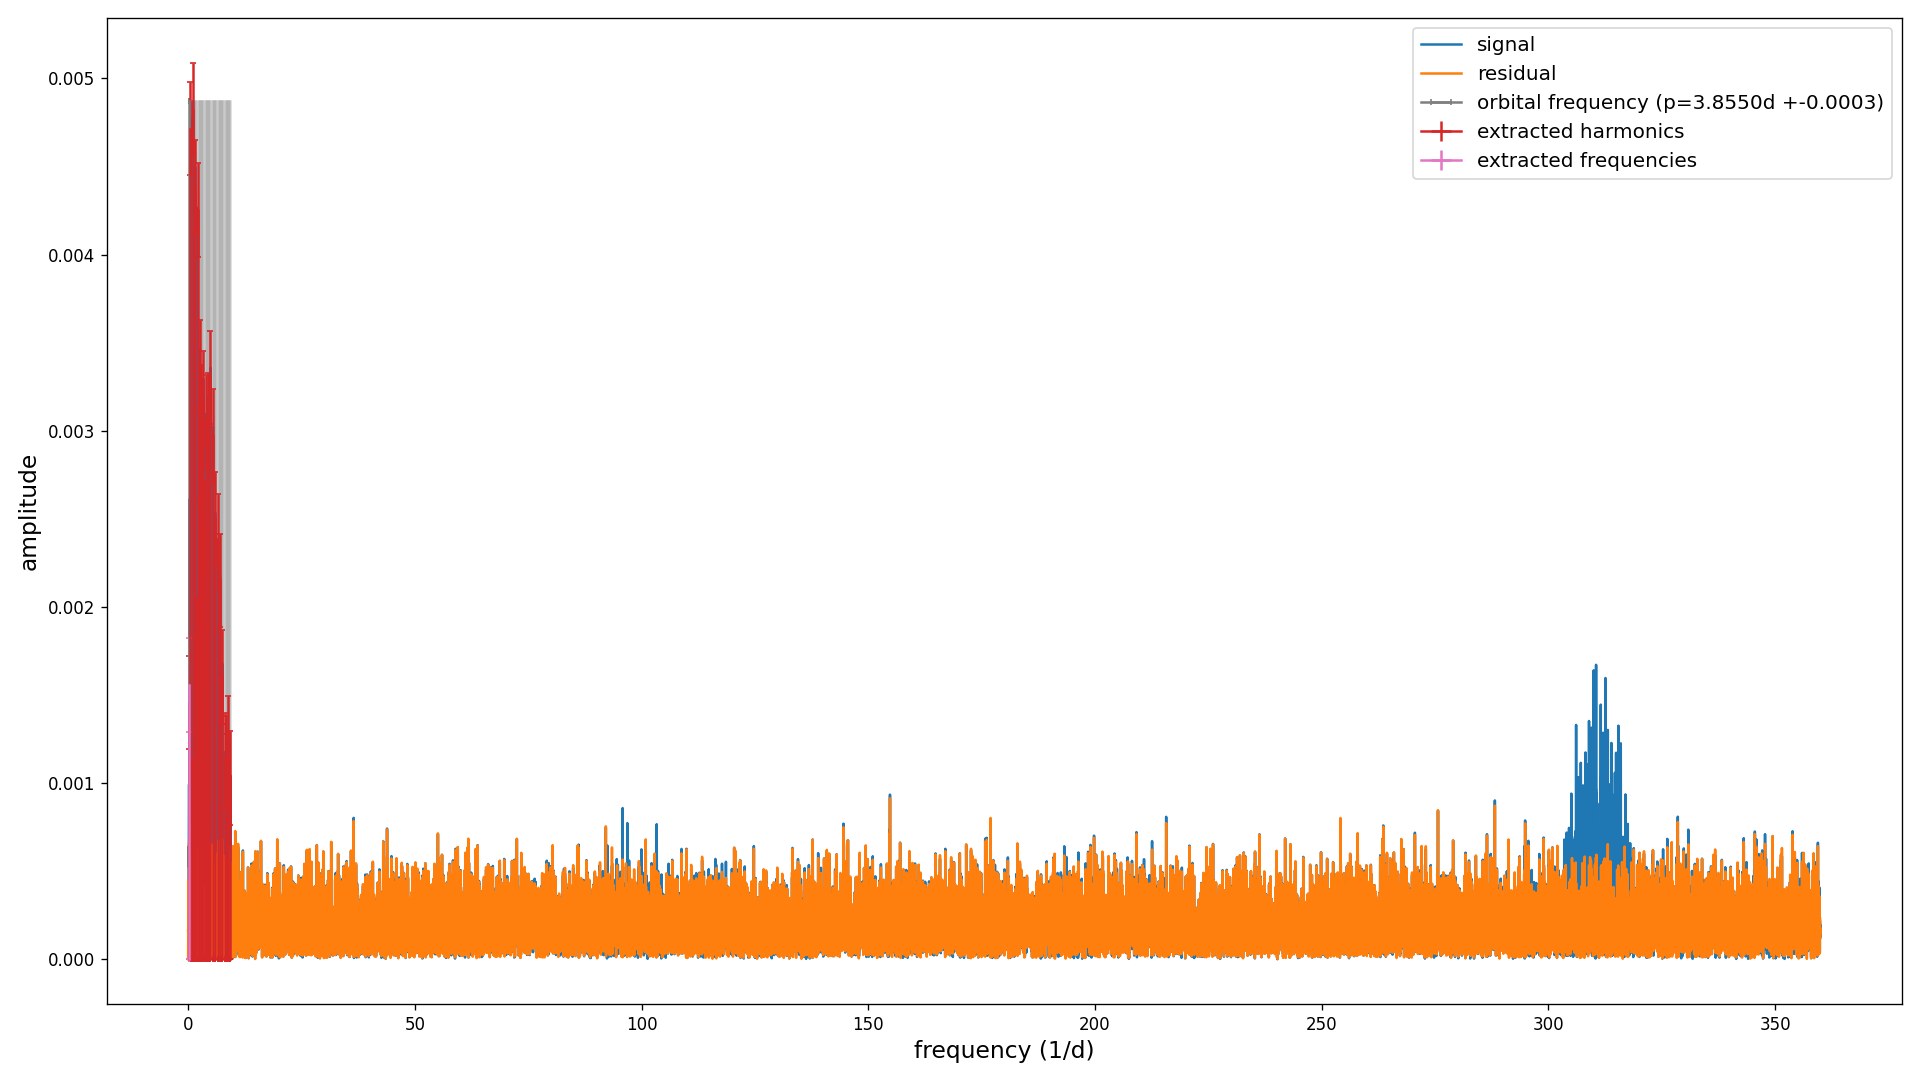 signal
residual
orbital frequency (p=3.8550d +-0.0003)
extracted harmonics
extracted frequencies
0.005
0.004
0.003
0.002
0.001
0.000
amplitude
0 50 100 150 200 250 300 350
frequency (1/d)